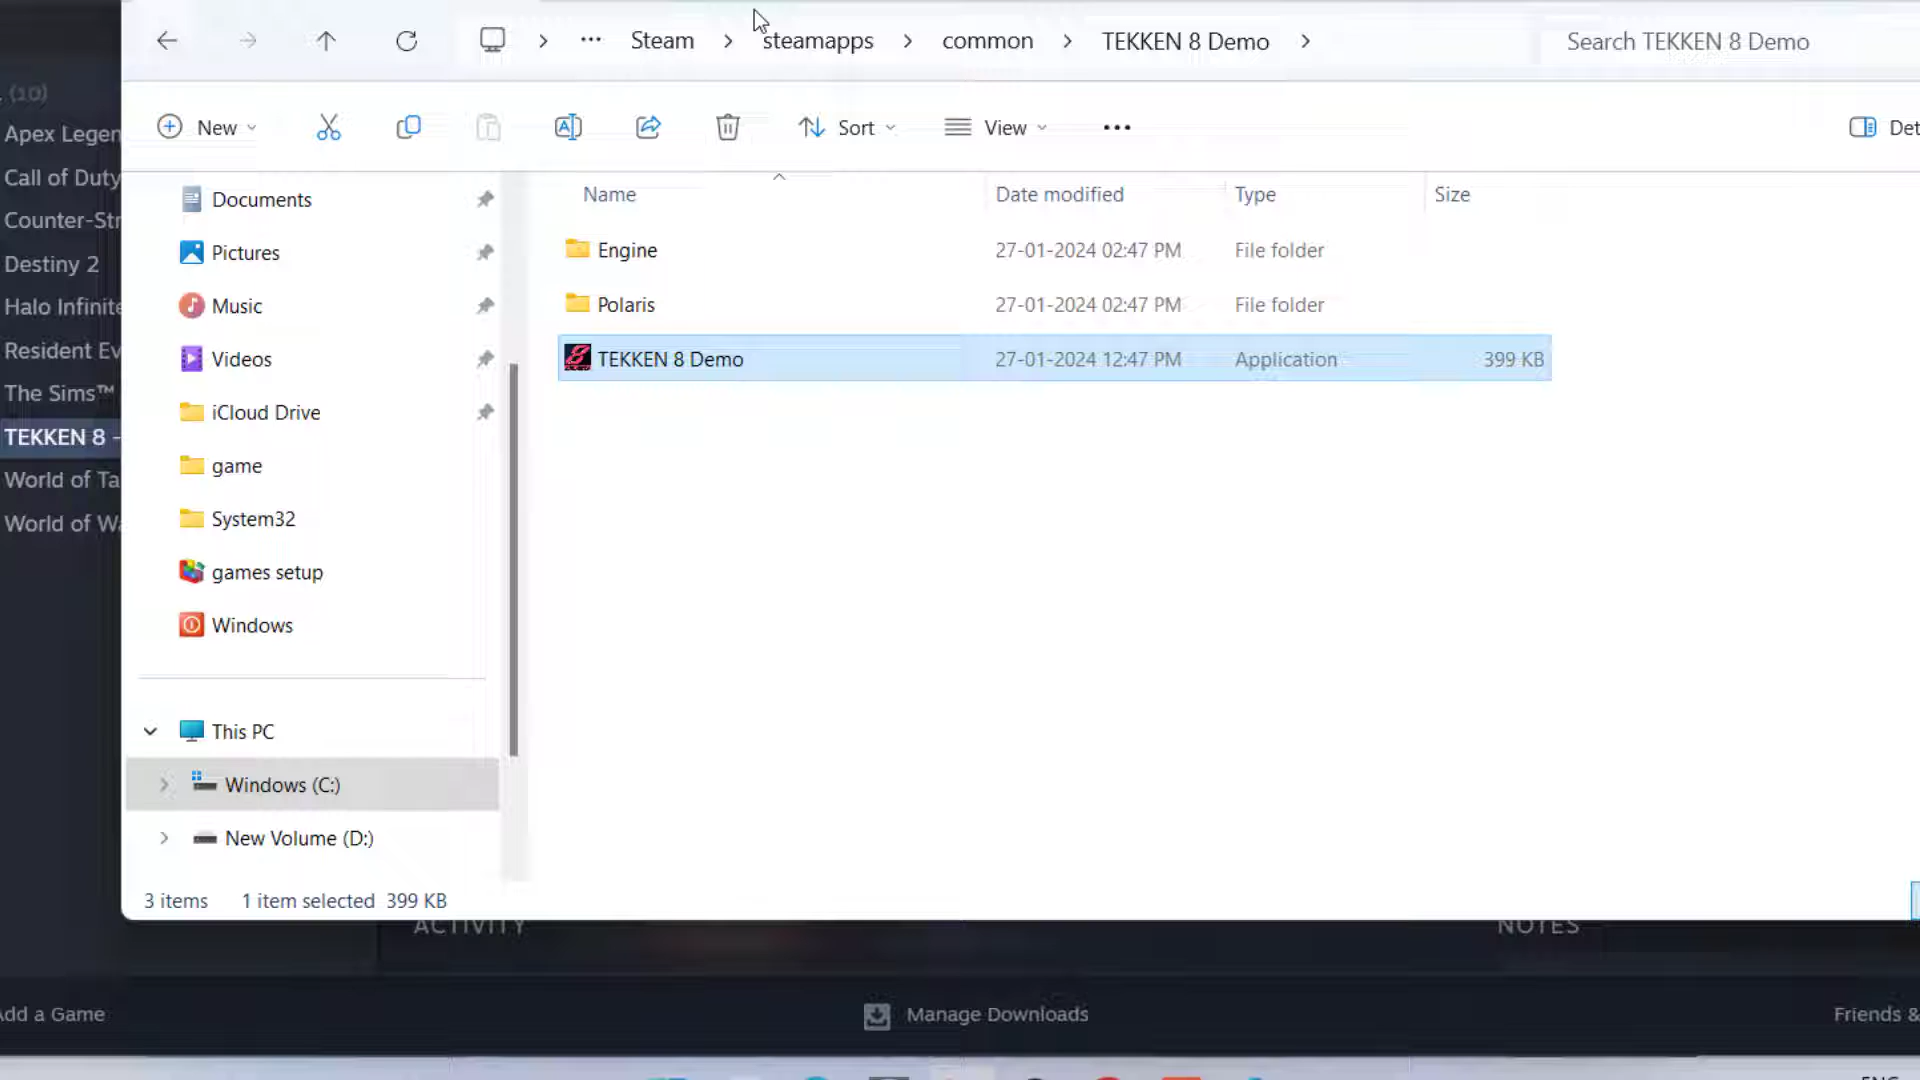 Steam steamapps common TEKKEN 8 Demo Search TEKKEN 8 Demo
New Sort View Det
(10)
Apex Legen
Call of Duty
Counter-Str
Destiny 2
Halo Infinite
Resident Ev
The Sims™
TEKKEN 8 -
World of Ta
World of Wa
Documents
Pictures
Music
Videos
iCloud Drive
game
System32
games setup
Windows
This PC
Windows (C:)
New Volume (D:)
Name Date modified Type Size
Engine 27-01-2024 02:47 PM File folder
Polaris 27-01-2024 02:47 PM File folder
TEKKEN 8 Demo 27-01-2024 12:47 PM Application 399 KB
3 items 1 item selected 399 KB
ACTIVITY NOTES
Add a Game Manage Downloads Friends &
ENG